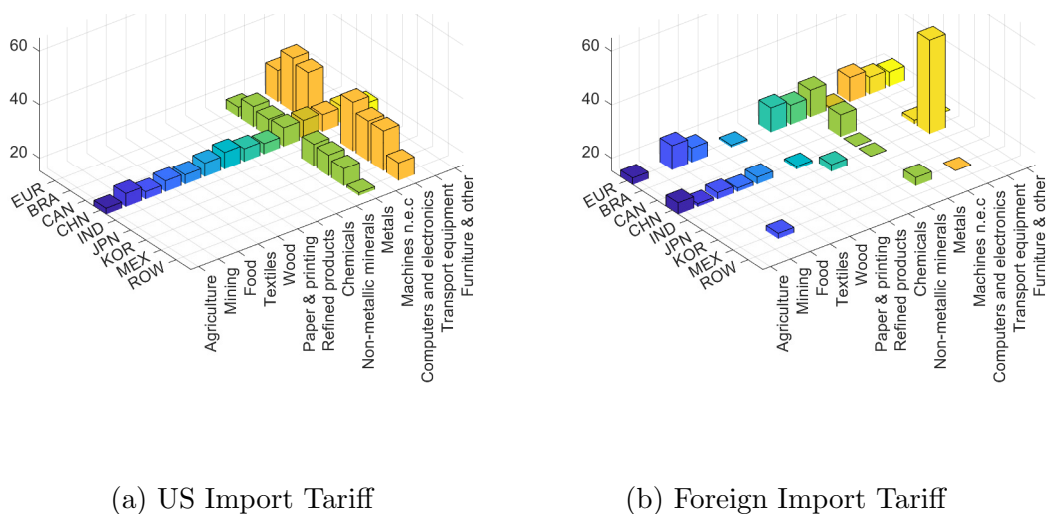 60
40
20
EUR
BRA
CAN
CHN
IND
JPN
KOR
MEX
ROW
Agriculture
Mining
Food
Textiles
Wood
Paper & printing
Refined products
Chemicals
Non-metallic minerals
Metals
Machines n.e.c
Computers and electronics
Transport equipment
Furniture & other
(a) US Import Tariff
60
40
20
EUR
BRA
CAN
CHN
IND
JPN
KOR
MEX
ROW
Agriculture
Mining
Food
Textiles
Wood
Paper & printing
Refined products
Chemicals
Non-metallic minerals
Metals
Machines n.e.c
Computers and electronics
Transport equipment
Furniture & other
(b) Foreign Import Tariff